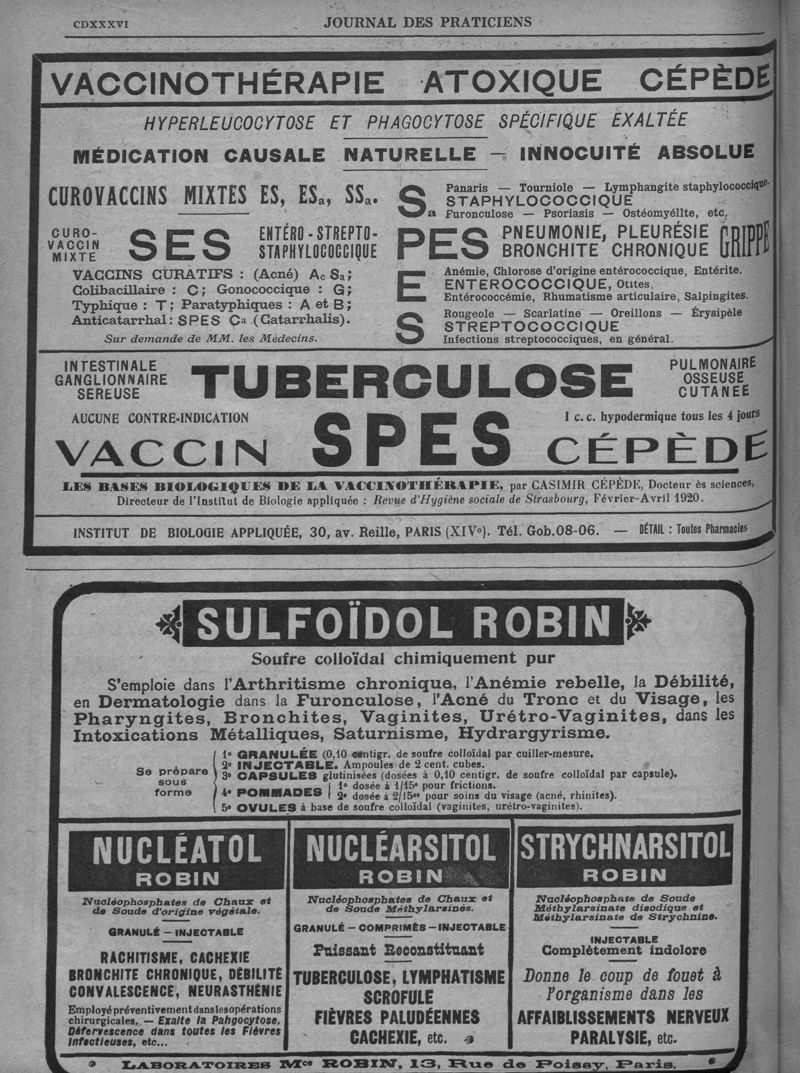 CDXXXVI
JOURNAL DES PRATICIENS
VACCINOTHÉRAPIE ATOXIQUE CÉPÈDE
HYPERLEUCOCYTOSE ET PHAGOCYTOSE SPÉCIFIQUE EXALTÉE
MÉDICATION CAUSALE NATURELLE — INNOCUITÉ ABSOLUE
CUROVACCINS MIXTES ES, ESa, SSa.
CURO-
VACCIN
MIXTE
SES
ENTÉRO-STREPTO-
STAPHYLOCOCCIQUE
VACCINS CURATIFS : (Acné) Ac Sa;
Colibacillaire : C; Gonococcique : G;
Typhique : T; Paratyphiques : A et B;
Anticatarrhal : SPES Ca (Catarrhalis).
Sur demande de MM. les Médecins.
Sa
Panaris — Tourniole — Lymphangite staphylococcique.
STAPHYLOCOCCIQUE
Furonculose — Psoriasis — Ostéomyéllte, etc.
PES
PNEUMONIE, PLEURÉSIE
BRONCHITE CHRONIQUE
GRIPPE
E
Anémie, Chlorose d'origine entérococcique, Entérite.
ENTEROCOCCIQUE, Otites,
Entérococcémie, Rhumatisme articulaire, Salpingites.
S
Rougeole — Scarlatine — Oreillons — Érysipèle
STREPTOCOCCIQUE
Infections streptococciques, en général.
INTESTINALE
GANGLIONNAIRE
SEREUSE
TUBERCULOSE
PULMONAIRE
OSSEUSE
CUTANÉE
AUCUNE CONTRE-INDICATION
1 c. c. hypodermique tous les 4 jours
VACCIN SPES CÉPÈDE
LES BASES BIOLOGIQUES DE LA VACCINOTHÉRAPIE, par CASIMIR CÉPÈDE, Docteur ès sciences,
Directeur de l'Institut de Biologie appliquée : Revue d'Hygiène sociale de Strasbourg, Février-Avril 1920.
INSTITUT DE BIOLOGIE APPLIQUÉE, 30, av. Reille, PARIS (XIVe). Tél. Gob.08-06. — DÉTAIL : Toutes Pharmacies
SULFOÏDOL ROBIN
Soufre colloïdal chimiquement pur
S'emploie dans l'Arthritisme chronique, l'Anémie rebelle, la Débilité,
en Dermatologie dans la Furonculose, l'Acné du Tronc et du Visage, les
Pharyngites, Bronchites, Vaginites, Urétro-Vaginites, dans les
Intoxications Métalliques, Saturnisme, Hydrargyrisme.
Se prépare
sous
forme
1o GRANULÉE (0,10 centigr. de soufre colloïdal par cuiller-mesure.
2o INJECTABLE. Ampoules de 2 cent. cubes.
3o CAPSULES glutinisées (dosées à 0,10 centigr. de soufre colloïdal par capsule).
4o POMMADES
1o dosée à 1/15e pour frictions.
2o dosée à 2/15es pour soins du visage (acné, rhinites).
5o OVULES à base de soufre colloïdal (vaginites, urétro-vaginites).
NUCLÉATOL
ROBIN
Nucléophosphates de Chaux et
de Soude d'origine végétale.
GRANULÉ — INJECTABLE
RACHITISME, CACHEXIE
BRONCHITE CHRONIQUE, DÉBILITÉ
CONVALESCENCE, NEURASTHÉNIE
Employé préventivement dans les opérations
chirurgicales. — Exalte la Pahgocytose,
Défervescence dans toutes les Fièvres
Infectieuses, etc...
NUCLÉARSITOL
ROBIN
Nucléophosphates de Chaux et
de Soude Méthylarsinés.
GRANULÉ — COMPRIMÉS — INJECTABLE
Puissant Reconstituant
TUBERCULOSE, LYMPHATISME
SCROFULE
FIÈVRES PALUDÉENNES
CACHEXIE, etc.
STRYCHNARSITOL
ROBIN
Nucléophosphate de Soude
Méthylarsinate disodique et
Méthylarsinate de Strychnine.
INJECTABLE
Complètement indolore
Donne le coup de fouet à
l'organisme dans les
AFFAIBLISSEMENTS NERVEUX
PARALYSIE, etc.
LABORATOIRES Mce ROBIN, 13, Rue de Poissy, Paris.